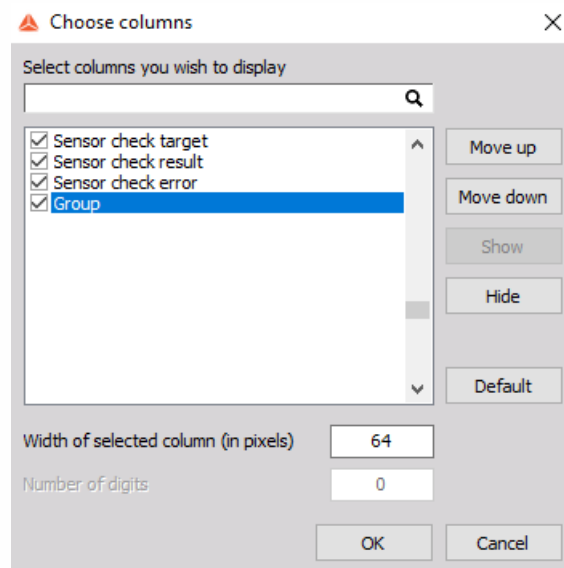 Choose columns
Select columns you wish to display
Sensor check target
Sensor check result
Sensor check error
Group
Move up
Move down
Show
Hide
Default
Width of selected column (in pixels) 64
Number of digits 0
OK Cancel